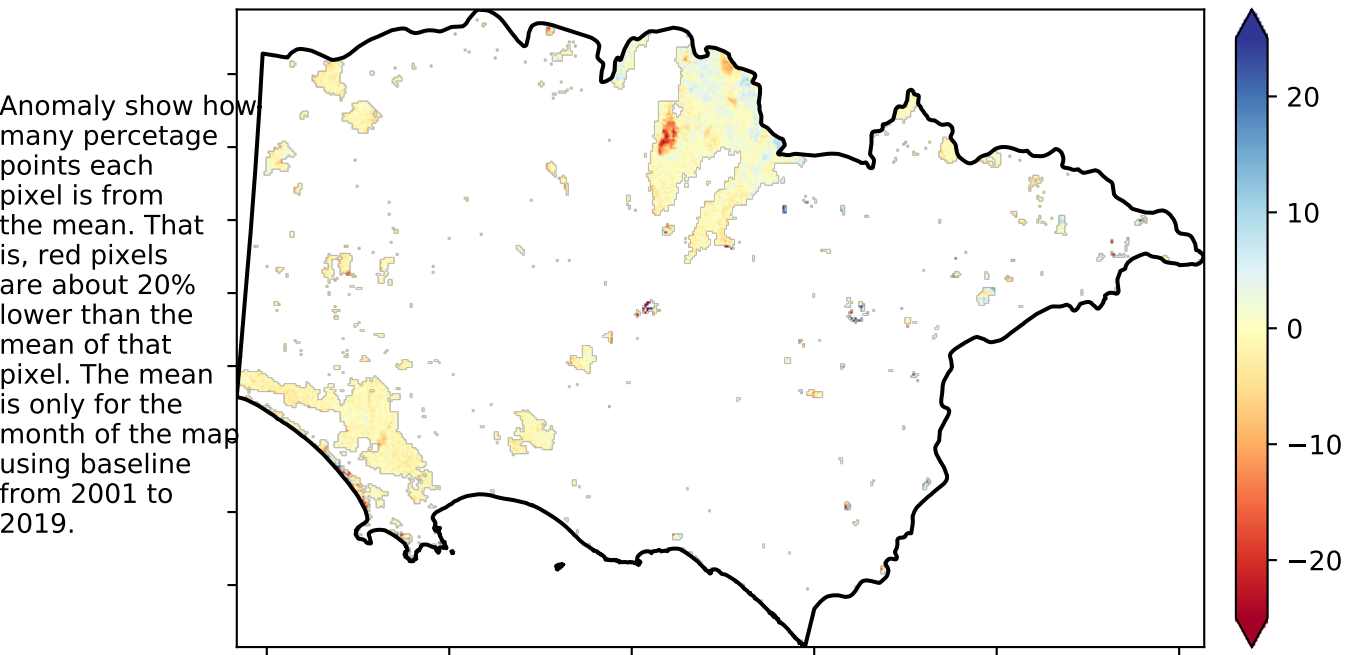 Anomaly show how
many percetage
points each
pixel is from
the mean. That
is, red pixels
are about 20%
lower than the
mean of that
pixel. The mean
is only for the
month of the map
using baseline
from 2001 to
2019.
20
10
0
−10
−20